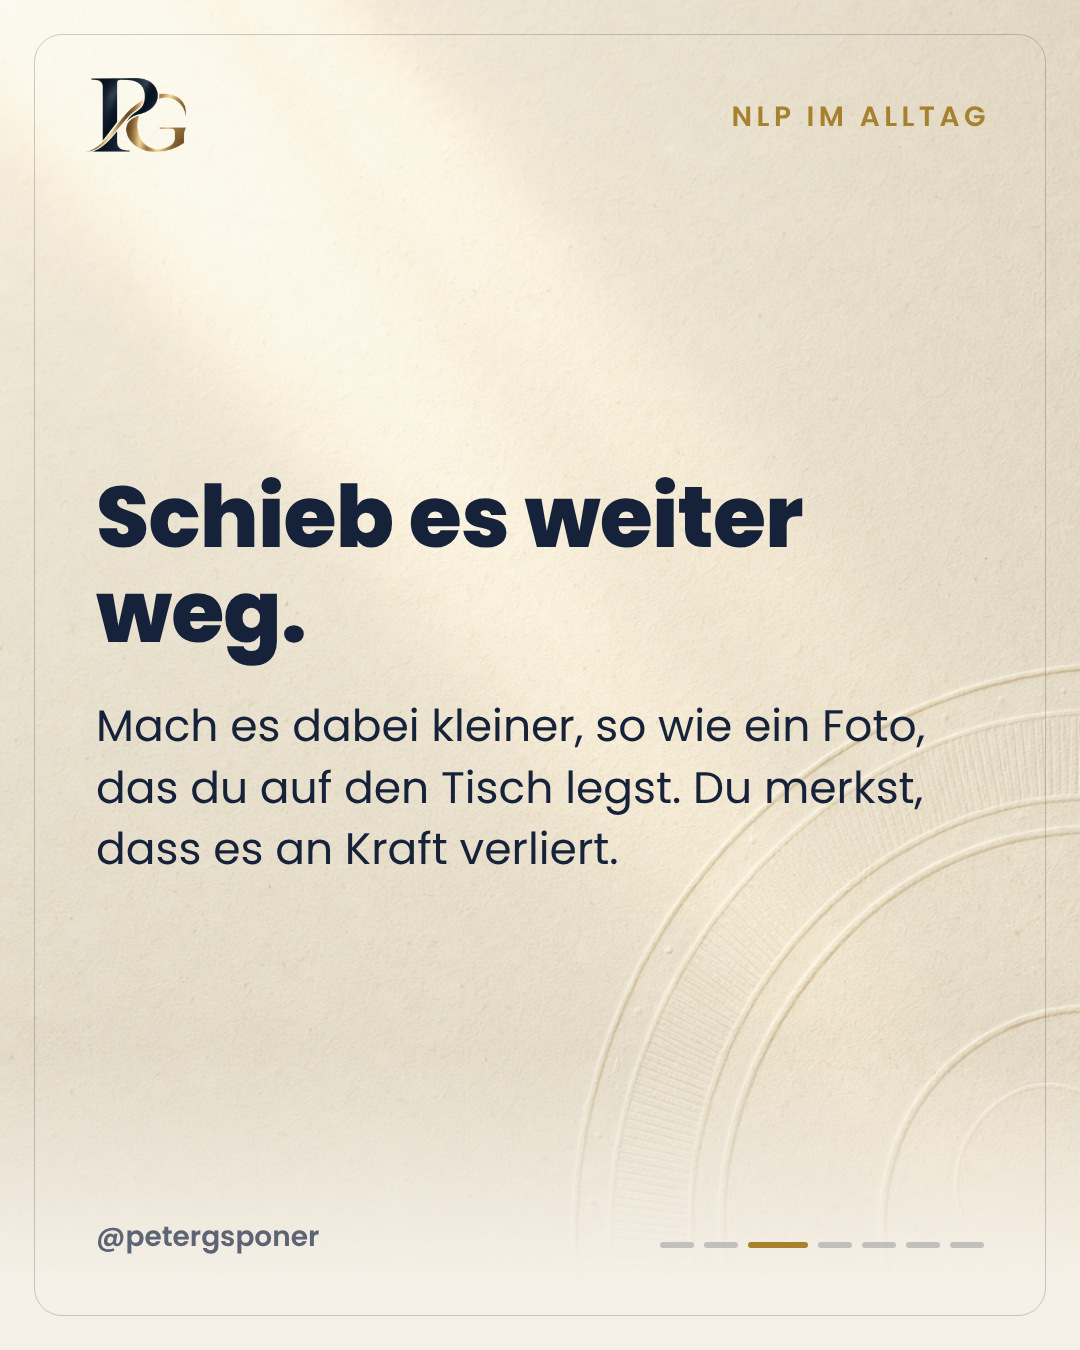 PG
NLP IM ALLTAG
Schieb es weiter
weg.
Mach es dabei kleiner, so wie ein Foto,
das du auf den Tisch legst. Du merkst,
dass es an Kraft verliert.
@petergsponer